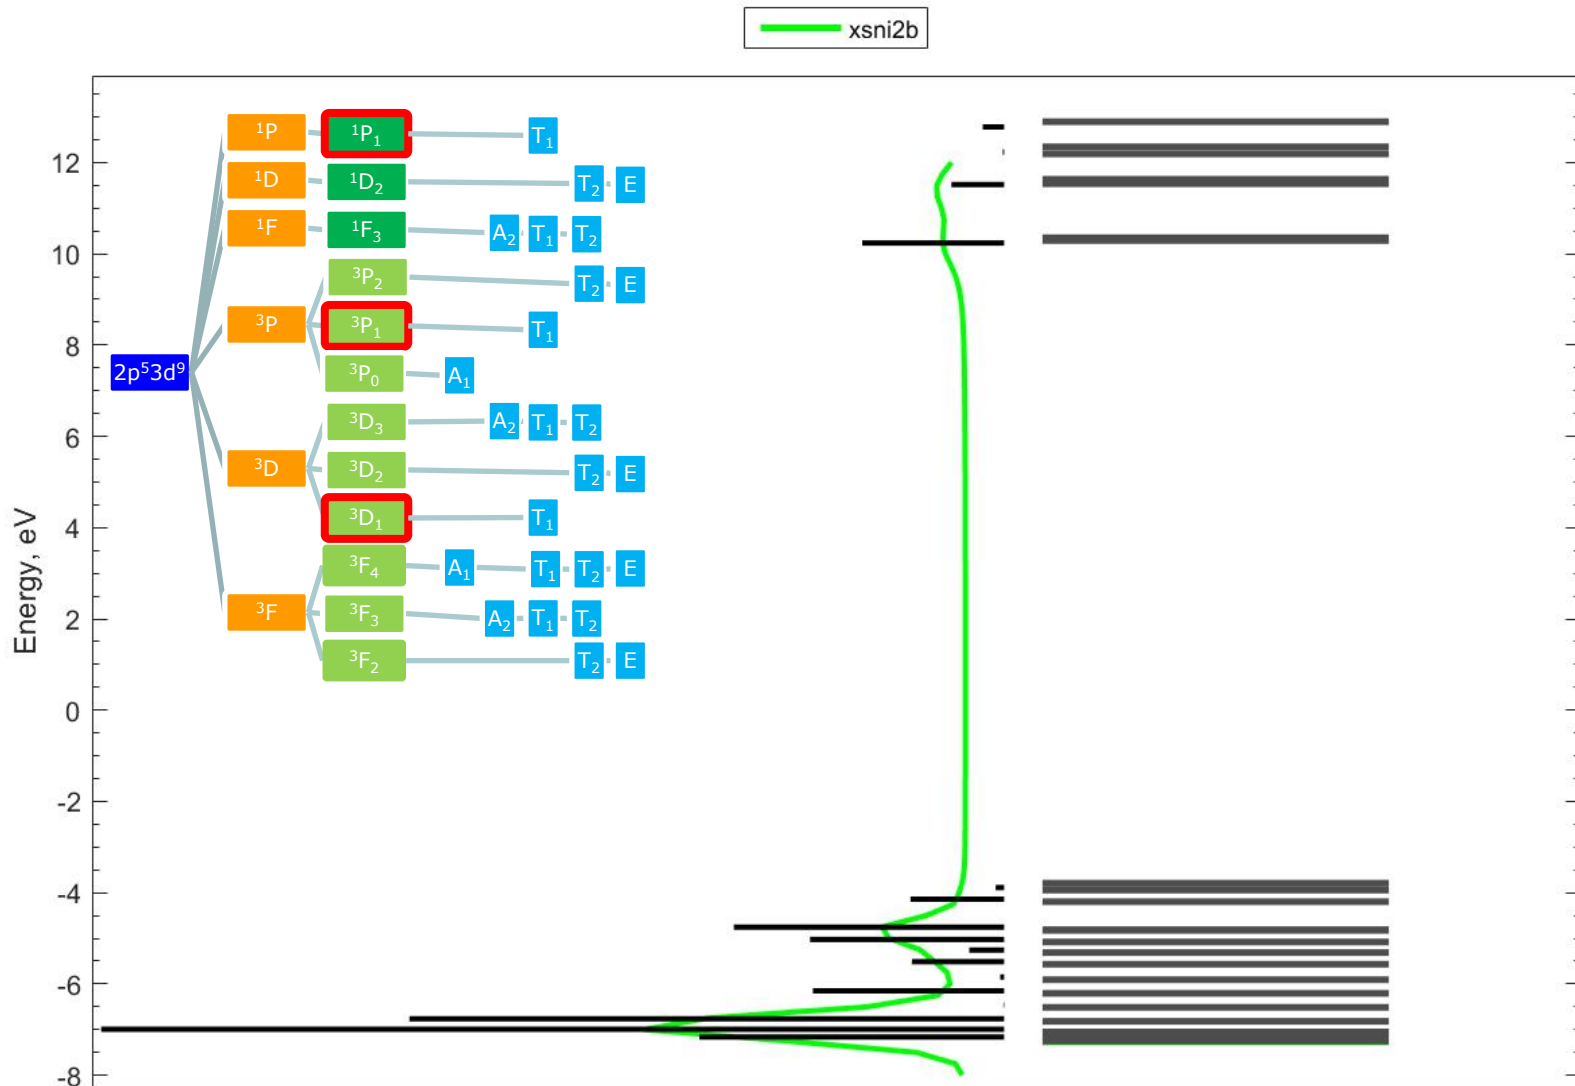 xsni2b
¹P ¹P₁ T₁
12
¹D ¹D₂ T₂ E
¹F ¹F₃ A₂ T₁ T₂
10
³P₂ T₂ E
³P ³P₁ T₁
8
2p⁵3d⁹ ³P₀ A₁
³D₃ A₂ T₁ T₂
6
³D ³D₂ T₂ E
³D₁ T₁
4
³F₄ A₁ T₁ T₂ E
³F ³F₃ A₂ T₁ T₂
2
³F₂ T₂ E
Energy, eV
0
-2
-4
-6
-8